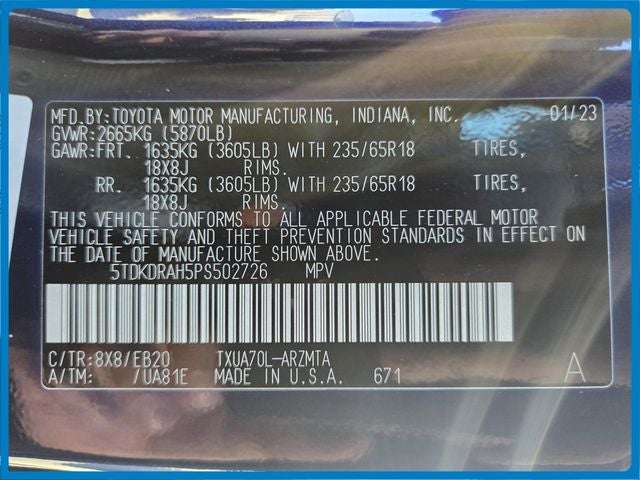 MFD.BY:TOYOTA MOTOR MANUFACTURING, INDIANA, INC. 01/23
GVWR:2665KG (5870LB)
GAWR:FRT. 1635KG (3605LB) WITH 235/65R18 TIRES,
18X8J RIMS.
RR. 1635KG (3605LB) WITH 235/65R18 TIRES,
18X8J RIMS.
THIS VEHICLE CONFORMS TO ALL APPLICABLE FEDERAL MOTOR
VEHICLE SAFETY AND THEFT PREVENTION STANDARDS IN EFFECT ON
THE DATE OF MANUFACTURE SHOWN ABOVE.
5TDKDRAH5PS502726 MPV
C/TR:8X8/EB20 TXUA70L-ARZMTA
A/TM: /UA81E MADE IN U.S.A. 671 A